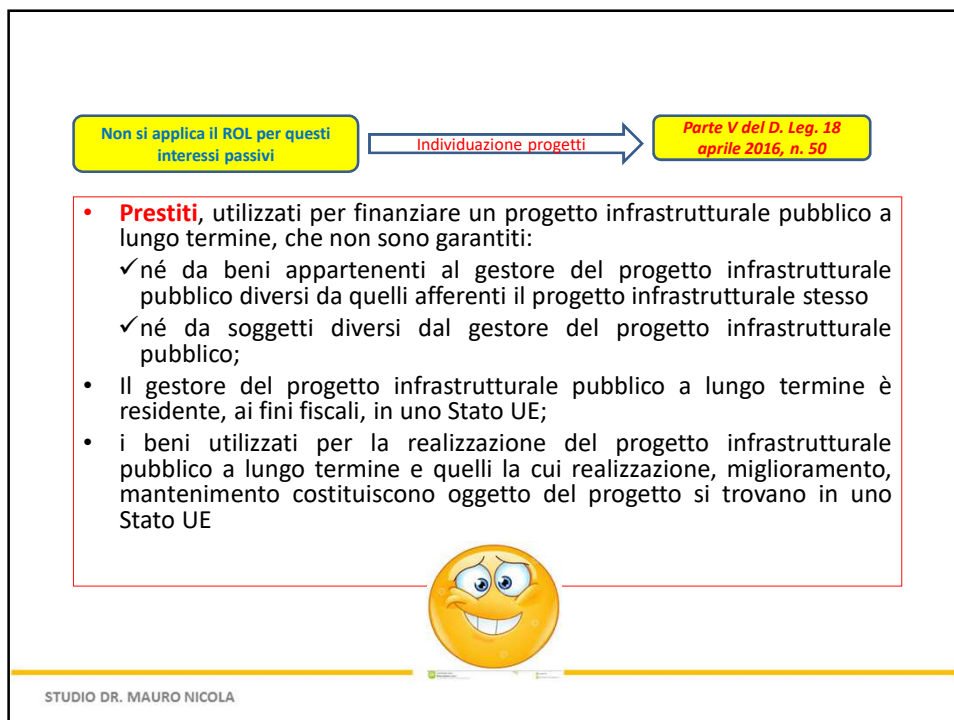 Non si applica il ROL per questi
interessi passivi
Individuazione progetti
Parte V del D. Leg. 18
aprile 2016, n. 50
• Prestiti, utilizzati per finanziare un progetto infrastrutturale pubblico a
lungo termine, che non sono garantiti:
✓ né da beni appartenenti al gestore del progetto infrastrutturale
pubblico diversi da quelli afferenti il progetto infrastrutturale stesso
✓ né da soggetti diversi dal gestore del progetto infrastrutturale
pubblico;
• Il gestore del progetto infrastrutturale pubblico a lungo termine è
residente, ai fini fiscali, in uno Stato UE;
• i beni utilizzati per la realizzazione del progetto infrastrutturale
pubblico a lungo termine e quelli la cui realizzazione, miglioramento,
mantenimento costituiscono oggetto del progetto si trovano in uno
Stato UE
STUDIO DR. MAURO NICOLA